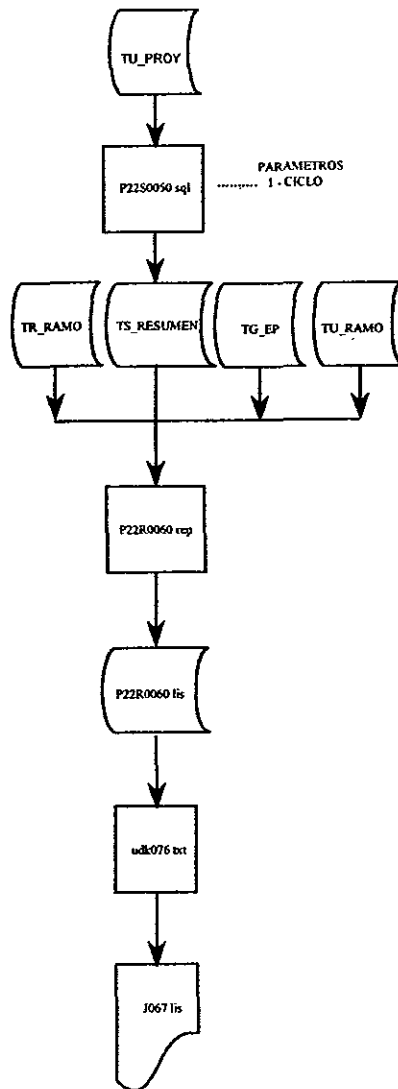 TU_PROY
P22S0050 sql
PARAMETROS
1 - CICLO
TR_RAMO
TS_RESUMEN
TG_EP
TU_RAMO
P22R0060 rep
P22R0060 lis
udk076 txt
J067 lis